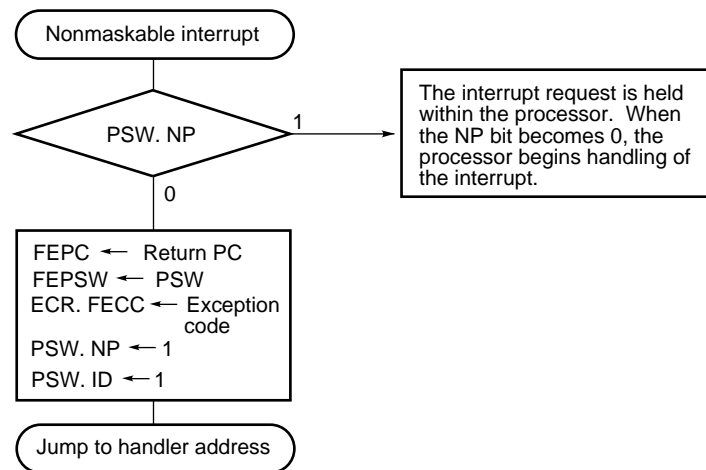 Nonmaskable interrupt
PSW. NP
1
The interrupt request is held
within the processor. When
the NP bit becomes 0, the
processor begins handling of
the interrupt.
0
FEPC ← Return PC
FEPSW ← PSW
ECR. FECC ← Exception
code
PSW. NP ← 1
PSW. ID ← 1
Jump to handler address